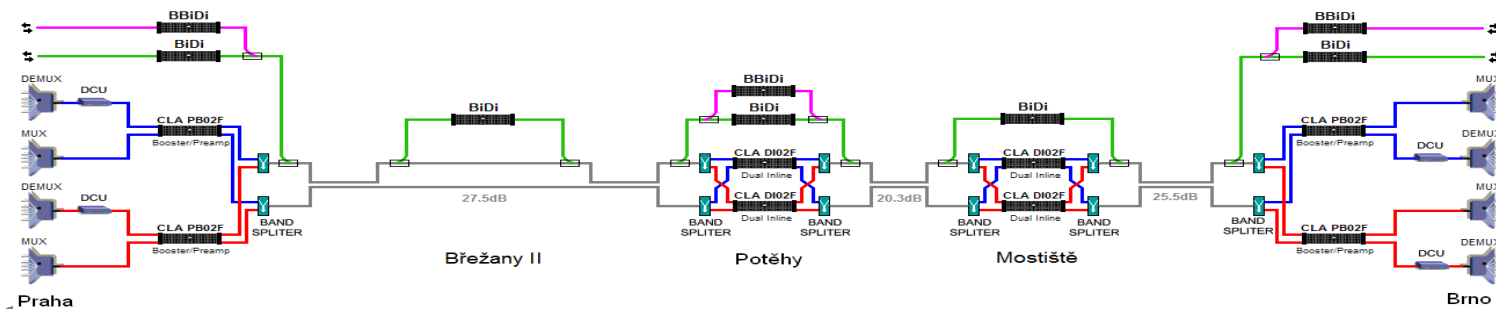 BBiDi
BiDi
DEMUX
DCU
MUX
CLA PB02F
Booster/Preamp
DEMUX
DCU
MUX
CLA PB02F
Booster/Preamp
BAND
SPLITER
Praha
BiDi
27.5dB
Břežany II
BBiDi
BiDi
CLA DI02F
Dual Inline
CLA DI02F
Dual Inline
BAND
SPLITER
BAND
SPLITER
Potěhy
20.3dB
BiDi
CLA DI02F
Dual Inline
CLA DI02F
Dual Inline
BAND
SPLITER
BAND
SPLITER
Mostiště
25.5dB
BBiDi
BiDi
MUX
CLA PB02F
Booster/Preamp
DEMUX
DCU
MUX
BAND
SPLITER
CLA PB02F
Booster/Preamp
DEMUX
DCU
Brno